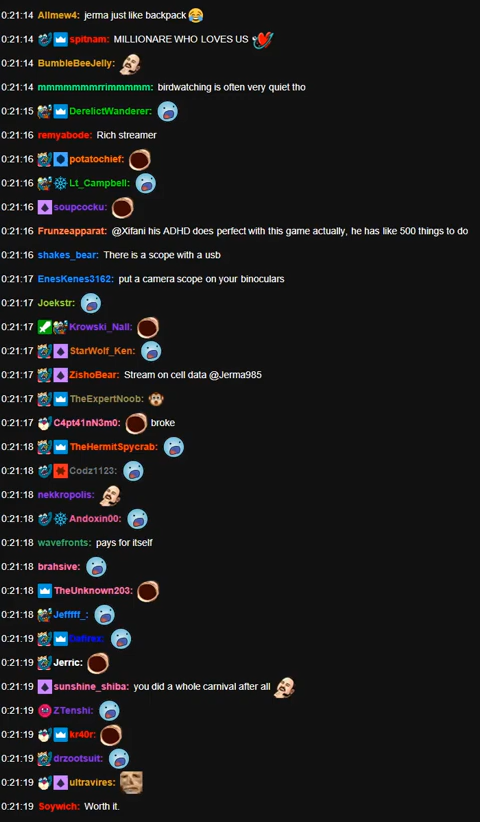 0:21:14 Allmew4: jerma just like backpack
0:21:14 spitnam: MILLIONARE WHO LOVES US
0:21:14 BumbleBeeJelly:
0:21:14 mmmmmmmrrimmmmm: birdwatching is often very quiet tho
0:21:15 DerelictWanderer:
0:21:16 remyabode: Rich streamer
0:21:16 potatochief:
0:21:16 Lt_Campbell:
0:21:16 soupcocku:
0:21:16 Frunzeapparat: @Xifani his ADHD does perfect with this game actually, he has like 500 things to do
0:21:16 shakes_bear: There is a scope with a usb
0:21:17 EnesKenes3162: put a camera scope on your binoculars
0:21:17 Joekstr:
0:21:17 Krowski_Nall:
0:21:17 StarWolf_Ken:
0:21:17 ZishoBear: Stream on cell data @Jerma985
0:21:17 TheExpertNoob:
0:21:17 C4pt41nN3m0: broke
0:21:18 TheHermitSpycrab:
0:21:18 Codz1123:
0:21:18 nekkropolis:
0:21:18 Andoxin00:
0:21:18 wavefronts: pays for itself
0:21:18 brahsive:
0:21:18 TheUnknown203:
0:21:18 Jefffff_:
0:21:19
0:21:19 Jerric:
0:21:19 sunshine_shiba: you did a whole carnival after all
0:21:19 ZTenshi:
0:21:19 kr40r:
0:21:19 drzootsuit:
0:21:19 ultravires:
0:21:19 Soywich: Worth it.